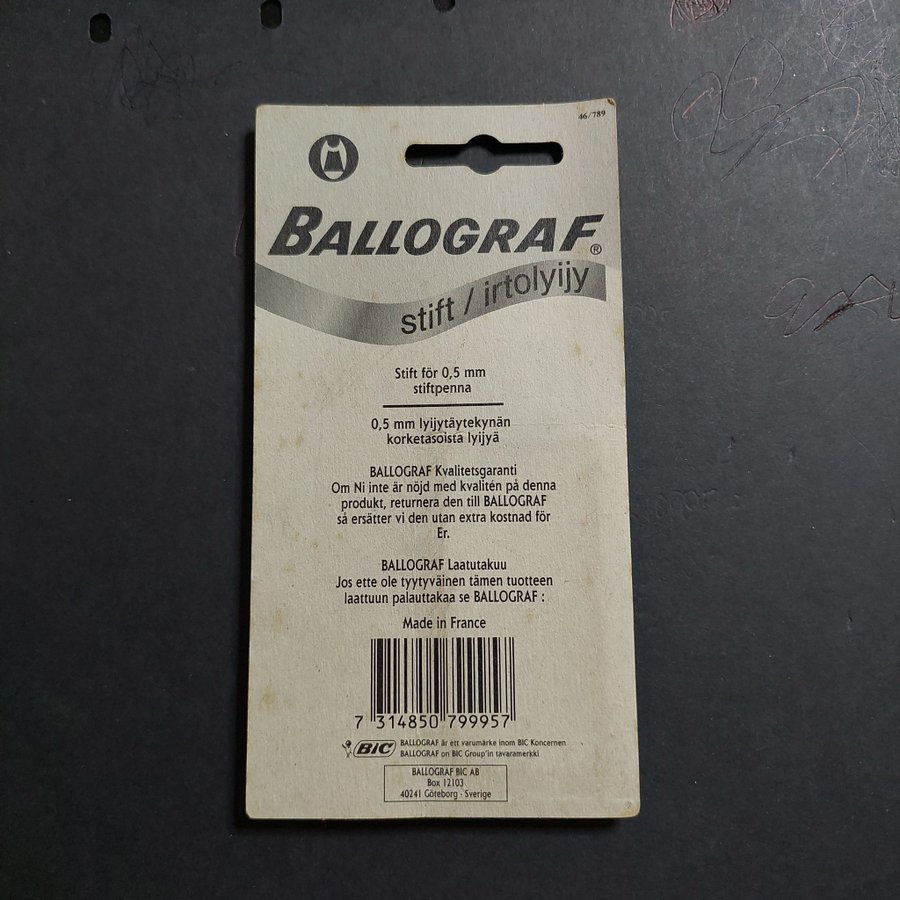 46/789
BALLOGRAF®
stift / irtolyijy
Stift för 0,5 mm
stiftpenna
0,5 mm lyijytäytekynän
korketasoista lyijyä
BALLOGRAF Kvalitetsgaranti
Om Ni inte är nöjd med kvalitén på denna
produkt, returnera den till BALLOGRAF
så ersätter vi den utan extra kostnad för
Er.
BALLOGRAF Laatutakuu
Jos ette ole tyytyväinen tämen tuotteen
laattuun palauttakaa se BALLOGRAF :
Made in France
7 314850 799957
BIC
BALLOGRAF är ett varumärke inom BIC Koncernen
BALLOGRAF on BIC Group'in tavaramerkki
BALLOGRAF BIC AB
Box 12103
40241 Göteborg - Sverige